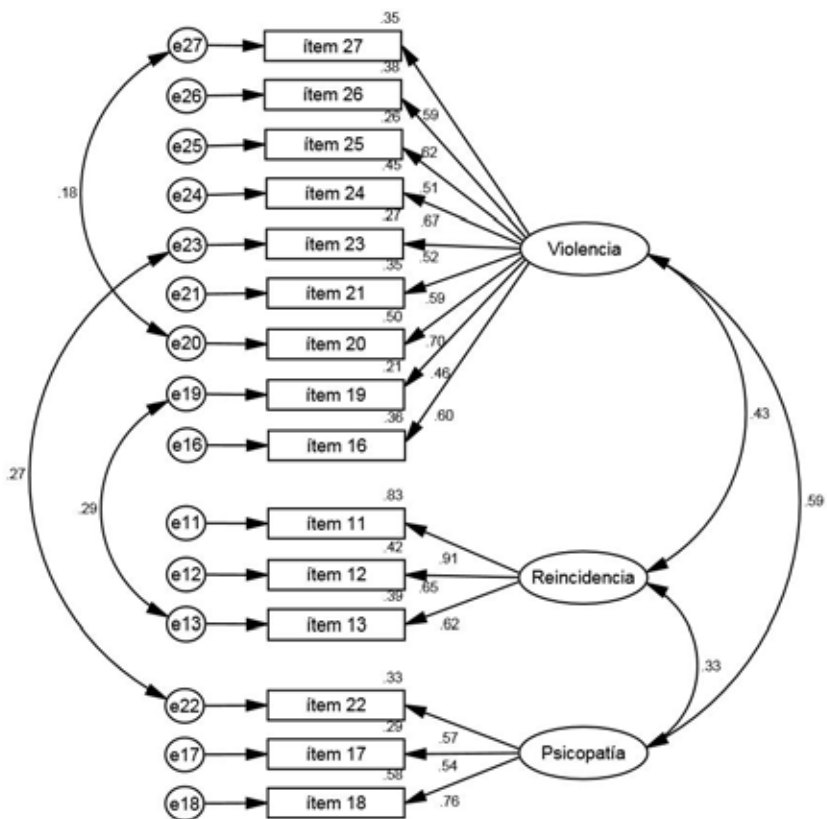 .35
e27 ítem 27
.38
e26 ítem 26 .59
.26
e25 ítem 25 .62
.45
e24 ítem 24 .51
.18
.27 .67
e23 ítem 23 Violencia
.35 .52
e21 ítem 21 .59
.50
e20 ítem 20 .70
.21 .46
e19 ítem 19
.36 .60 .43
e16 ítem 16
.27
.83 .59
.29
e11 ítem 11
.42 .91
e12 ítem 12 .65 Reincidencia
.39
e13 ítem 13 .62
.33
.33
e22 ítem 22
.29 .57
e17 ítem 17 .54 Psicopatía
.58
e18 ítem 18 .76